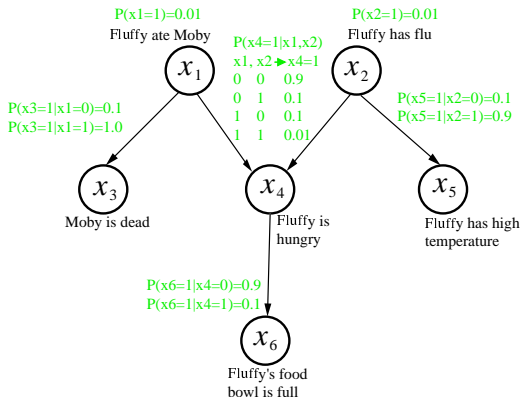 P(x1=1)=0.01
Fluffy ate Moby
x1
P(x2=1)=0.01
Fluffy has flu
x2
P(x4=1|x1,x2)
x1, x2 → x4=1
0 0 0.9
0 1 0.1
1 0 0.1
1 1 0.01
P(x3=1|x1=0)=0.1
P(x3=1|x1=1)=1.0
P(x5=1|x2=0)=0.1
P(x5=1|x2=1)=0.9
x3
Moby is dead
x4
Fluffy is
hungry
x5
Fluffy has high
temperature
P(x6=1|x4=0)=0.9
P(x6=1|x4=1)=0.1
x6
Fluffy's food
bowl is full